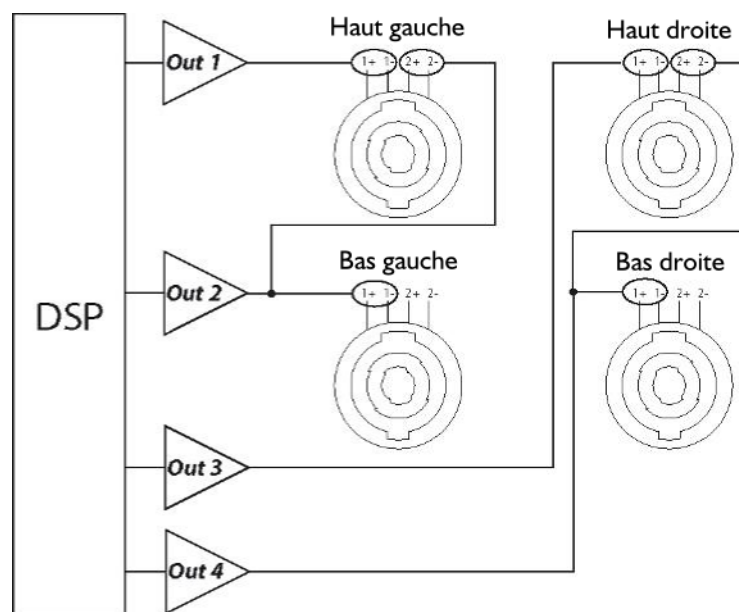 Haut gauche
Haut droite
Out 1
1+ 1- 2+ 2-
1+ 1- 2+ 2-
Bas gauche
Bas droite
Out 2
1+ 1- 2+ 2-
1+ 1- 2+ 2-
DSP
Out 3
Out 4